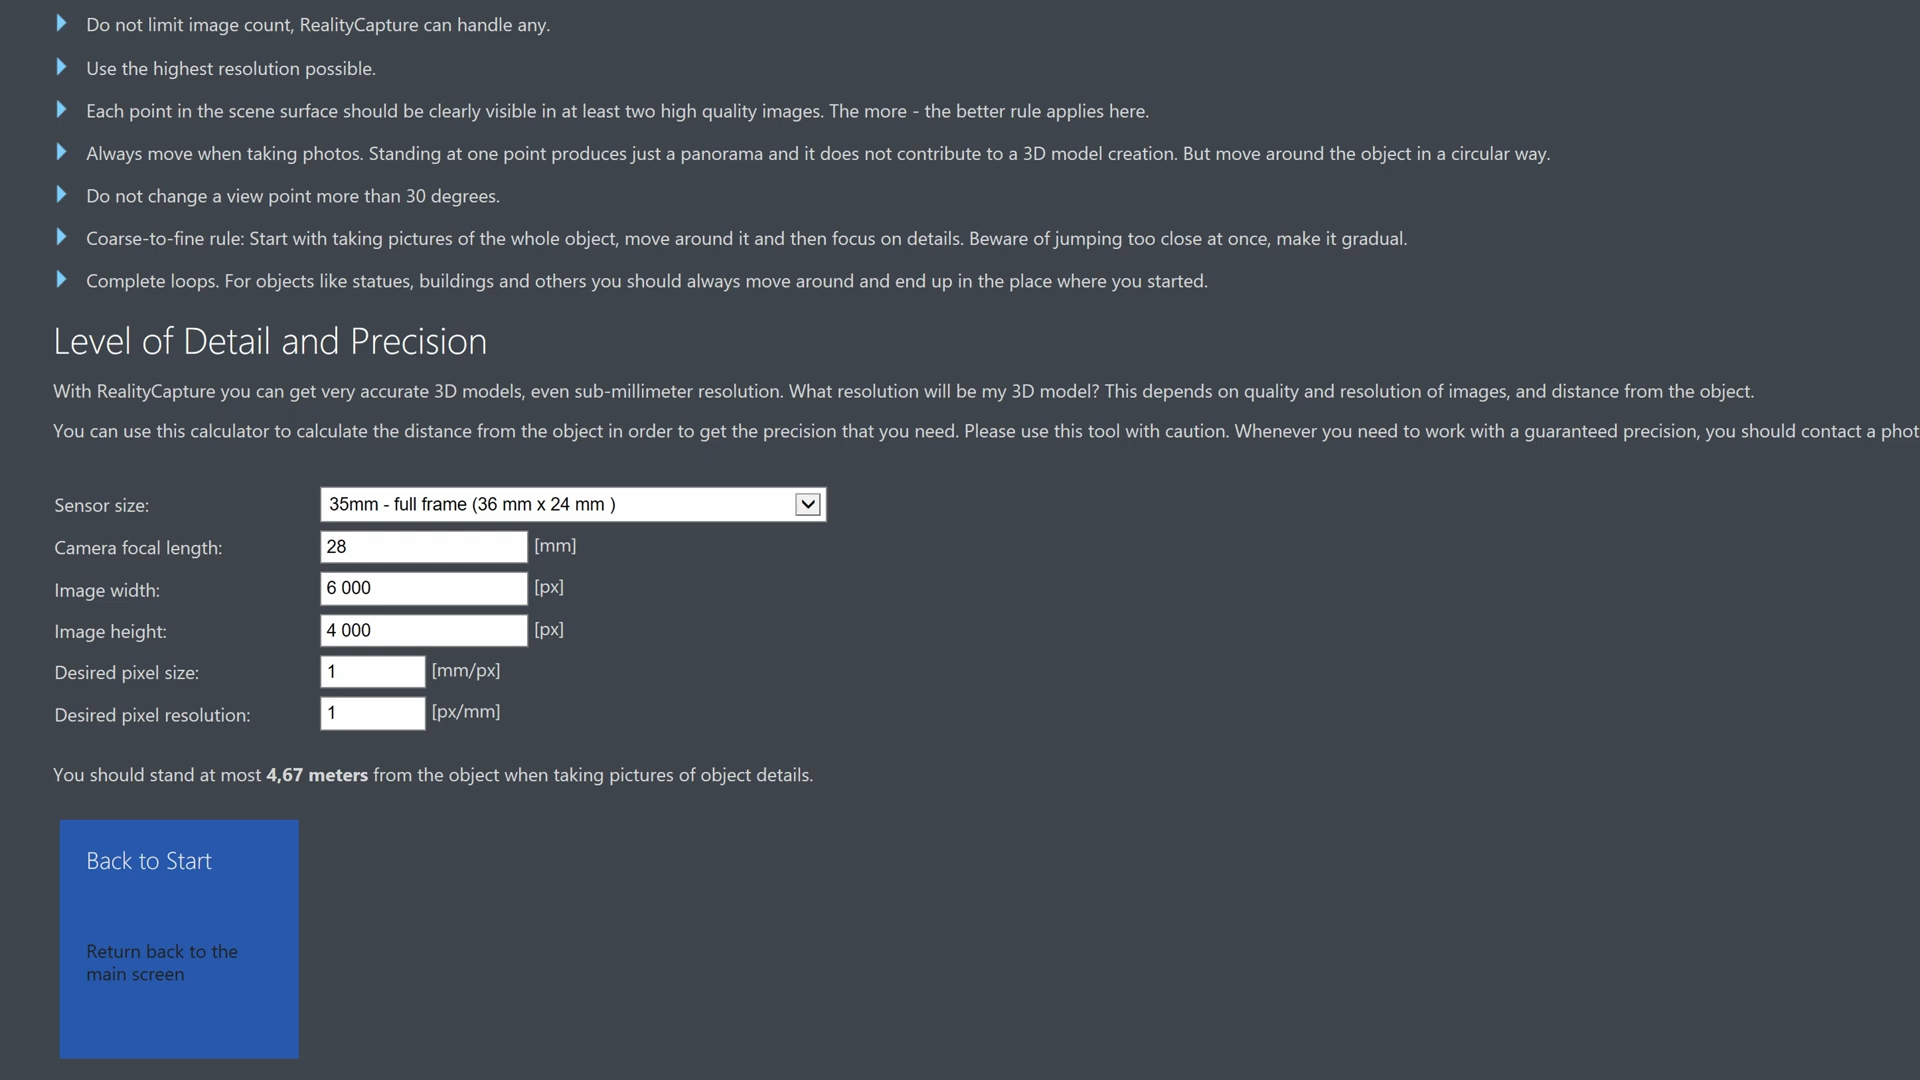 Do not limit image count, RealityCapture can handle any.
Use the highest resolution possible.
Each point in the scene surface should be clearly visible in at least two high quality images. The more - the better rule applies here.
Always move when taking photos. Standing at one point produces just a panorama and it does not contribute to a 3D model creation. But move around the object in a circular way.
Do not change a view point more than 30 degrees.
Coarse-to-fine rule: Start with taking pictures of the whole object, move around it and then focus on details. Beware of jumping too close at once, make it gradual.
Complete loops. For objects like statues, buildings and others you should always move around and end up in the place where you started.
Level of Detail and Precision
With RealityCapture you can get very accurate 3D models, even sub-millimeter resolution. What resolution will be my 3D model? This depends on quality and resolution of images, and distance from the object.
You can use this calculator to calculate the distance from the object in order to get the precision that you need. Please use this tool with caution. Whenever you need to work with a guaranteed precision, you should contact a phot
Sensor size: 35mm - full frame (36 mm x 24 mm )
Camera focal length: 28 [mm]
Image width: 6 000 [px]
Image height: 4 000 [px]
Desired pixel size: 1 [mm/px]
Desired pixel resolution: 1 [px/mm]
You should stand at most 4,67 meters from the object when taking pictures of object details.
Back to Start
Return back to the
main screen